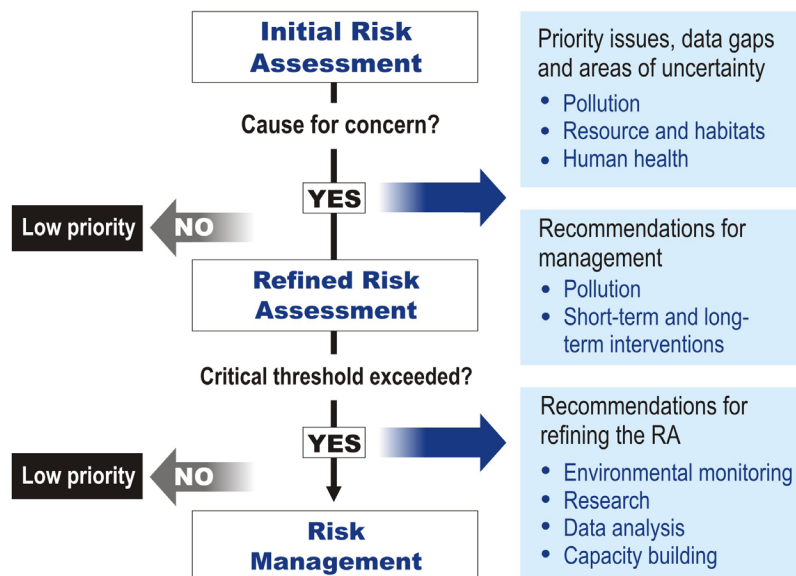 Initial Risk
Assessment
Cause for concern?
YES
NO
Low priority
Refined Risk
Assessment
Critical threshold exceeded?
YES
NO
Low priority
Risk
Management
Priority issues, data gaps
and areas of uncertainty
• Pollution
• Resource and habitats
• Human health
Recommendations for
management
• Pollution
• Short-term and long-
term interventions
Recommendations for
refining the RA
• Environmental monitoring
• Research
• Data analysis
• Capacity building